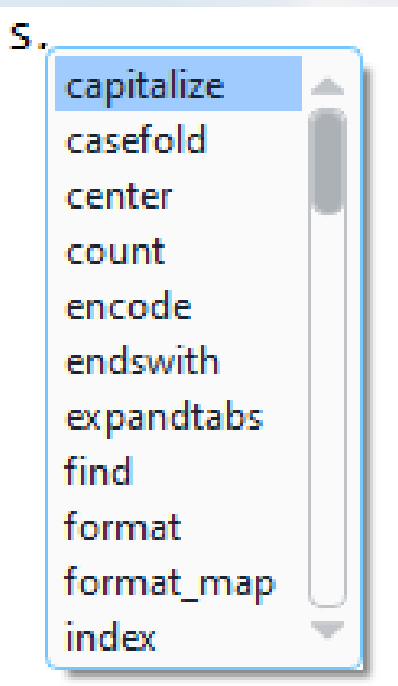 s.
capitalize
casefold
center
count
encode
endswith
expandtabs
find
format
format_map
index